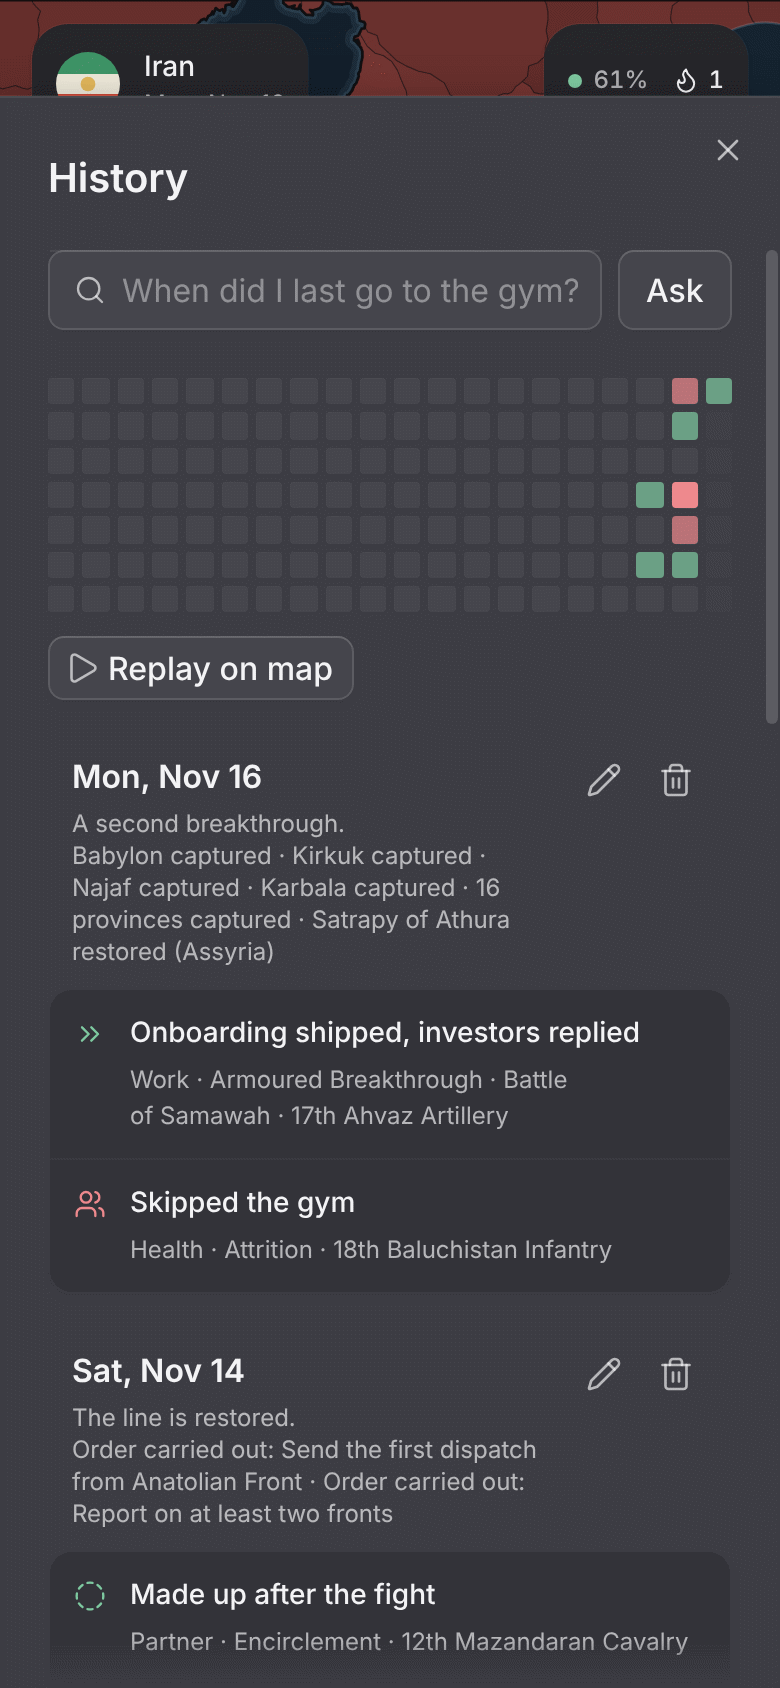 Iran
61%
1
History
When did I last go to the gym?
Ask
Replay on map
Mon, Nov 16
A second breakthrough.
Babylon captured · Kirkuk captured ·
Najaf captured · Karbala captured · 16
provinces captured · Satrapy of Athura
restored (Assyria)
Onboarding shipped, investors replied
Work · Armoured Breakthrough · Battle
of Samawah · 17th Ahvaz Artillery
Skipped the gym
Health · Attrition · 18th Baluchistan Infantry
Sat, Nov 14
The line is restored.
Order carried out: Send the first dispatch
from Anatolian Front · Order carried out:
Report on at least two fronts
Made up after the fight
Partner · Encirclement · 12th Mazandaran Cavalry